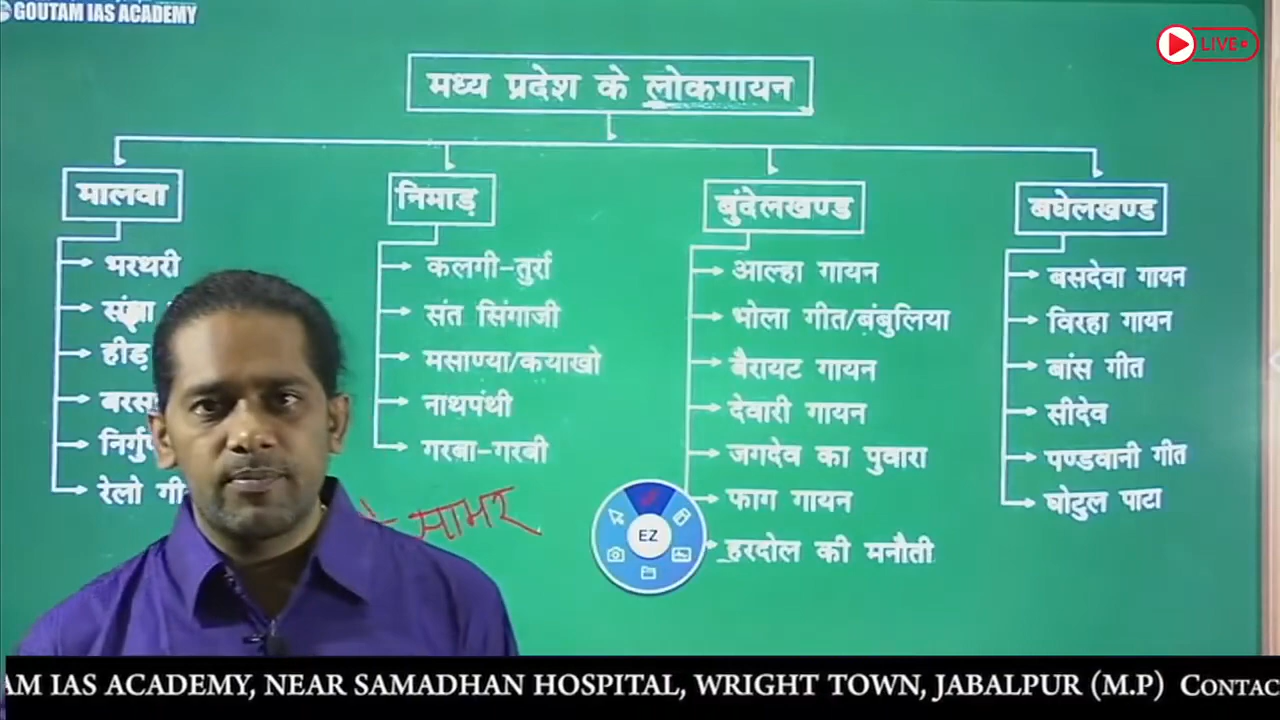 GOUTAM IAS ACADEMY
LIVE
मध्य प्रदेश के लोकगायन
मालवा
भरथरी
हीड़
रेलो
निमाड़
कलगी-तुर्रा
संत सिंगाजी
मसाण्या/कयाखो
नाथपंथी
गरबा-गरबी
बुंदेलखण्ड
आल्हा गायन
भोला गीत/बंबुलिया
बैरायट गायन
देवारी गायन
जगदेव का पुवारा
फाग गायन
हरदोल की मनौती
बघेलखण्ड
बसदेवा गायन
विरहा गायन
बांस गीत
सीदेव
पण्डवानी गीत
घोटुल पाटा
EZ
AM IAS ACADEMY, NEAR SAMADHAN HOSPITAL, WRIGHT TOWN, JABALPUR (M.P) CONTAC